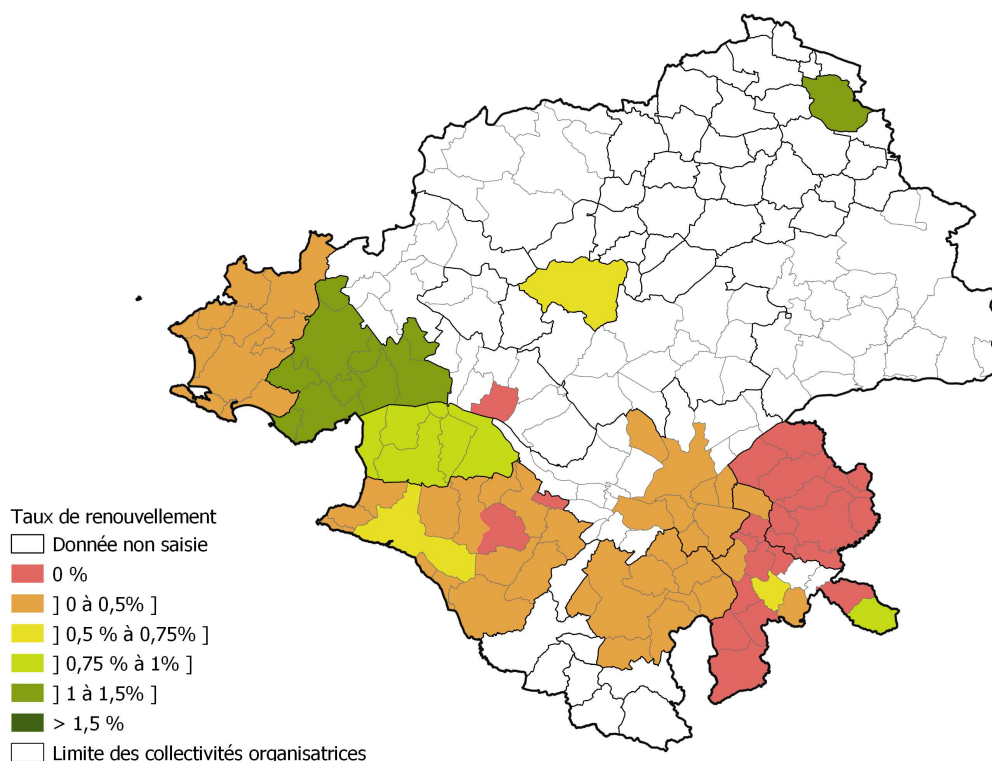 Taux de renouvellement
Donnée non saisie
0 %
] 0 à 0,5% ]
] 0,5 % à 0,75% ]
] 0,75 % à 1% ]
] 1 à 1,5% ]
> 1,5 %
Limite des collectivités organisatrices